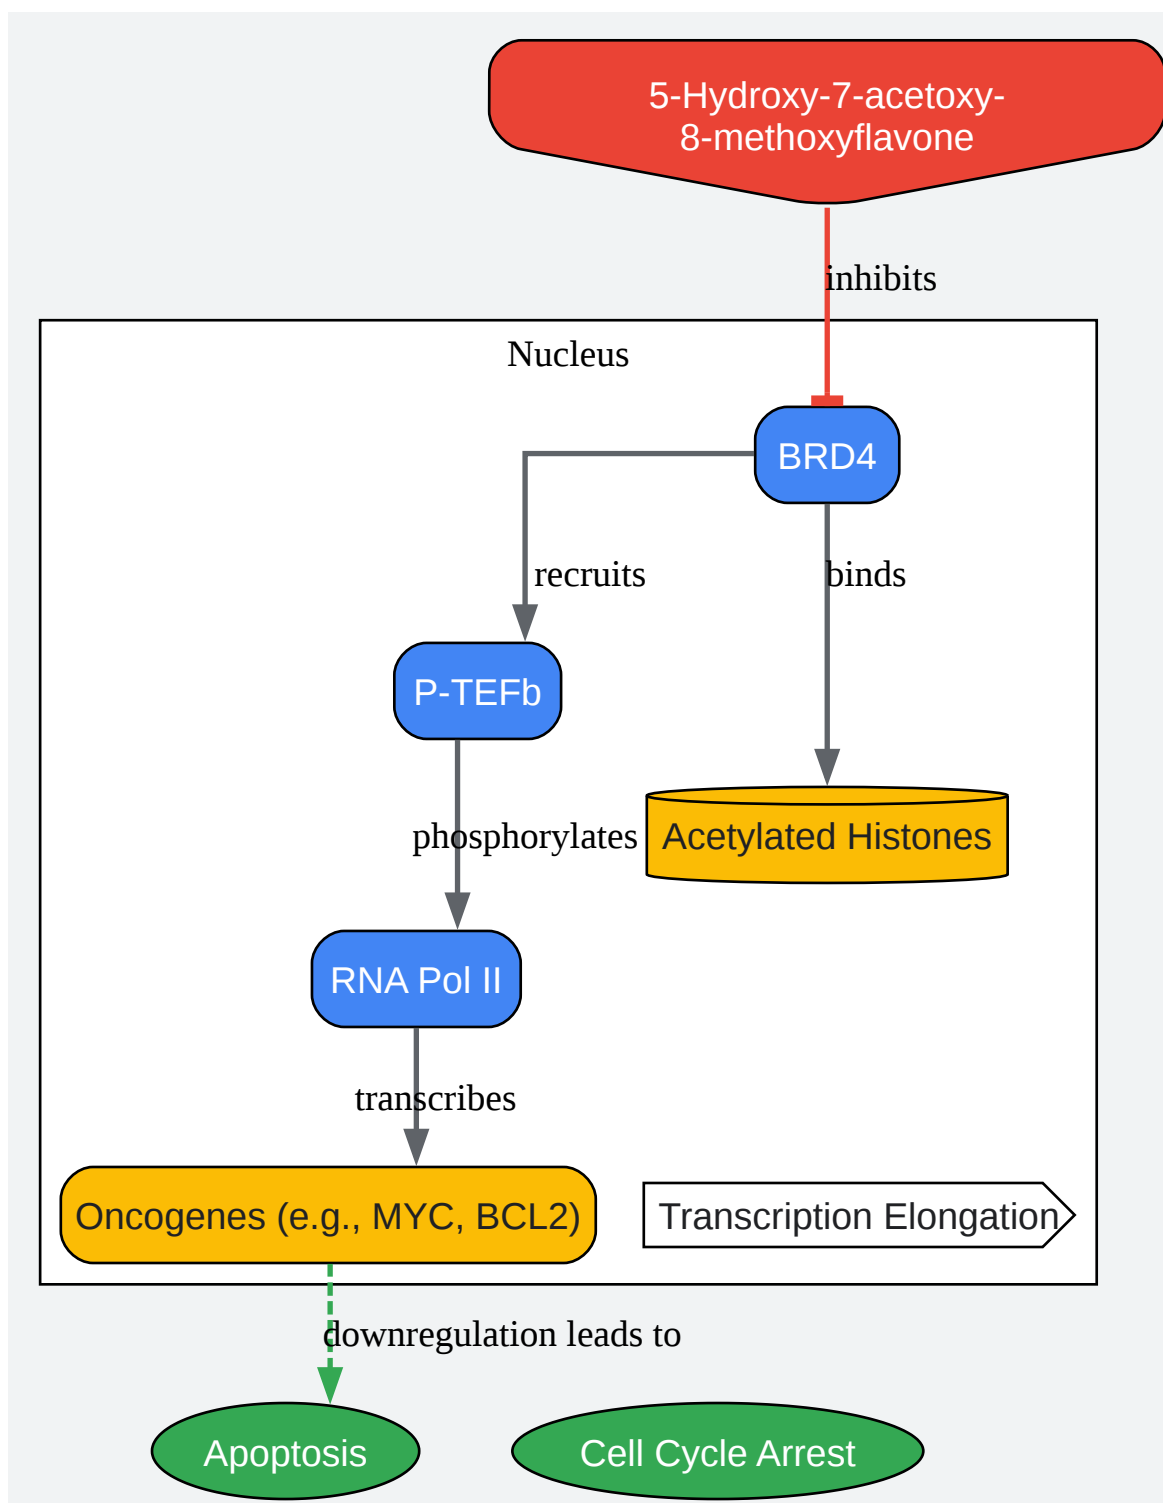 5-Hydroxy-7-acetoxy-
8-methoxyflavone
inhibits
Nucleus
BRD4
recruits
binds
P-TEFb
phosphorylates
Acetylated Histones
RNA Pol II
transcribes
Oncogenes (e.g., MYC, BCL2)
Transcription Elongation
downregulation leads to
Apoptosis
Cell Cycle Arrest